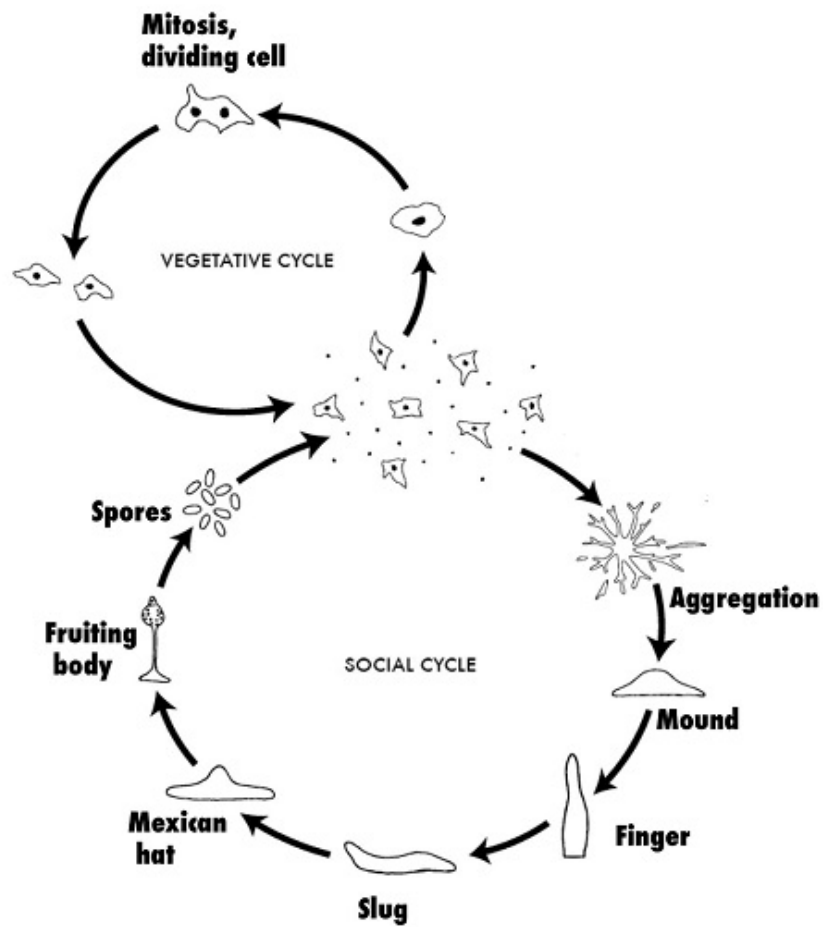 Mitosis,
dividing cell
VEGETATIVE CYCLE
Spores
Aggregation
Fruiting
body
SOCIAL CYCLE
Mound
Mexican
hat
Finger
Slug